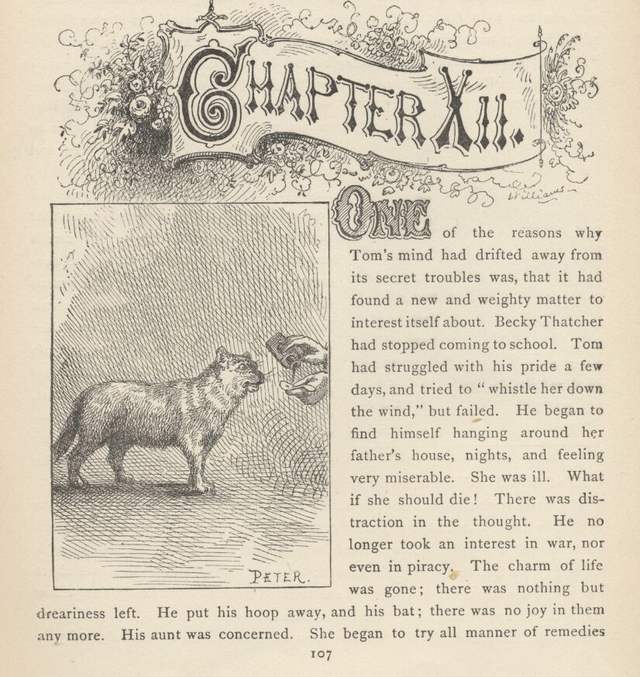 CHAPTER XII.
Williams
ONE of the reasons why
Tom's mind had drifted away from
its secret troubles was, that it had
found a new and weighty matter to
interest itself about. Becky Thatcher
had stopped coming to school. Tom
had struggled with his pride a few
days, and tried to " whistle her down
the wind," but failed. He began to
find himself hanging around her
father's house, nights, and feeling
very miserable. She was ill. What
if she should die! There was dis-
traction in the thought. He no
longer took an interest in war, nor
even in piracy. The charm of life
was gone; there was nothing but
PETER.
dreariness left. He put his hoop away, and his bat; there was no joy in them
any more. His aunt was concerned. She began to try all manner of remedies
107